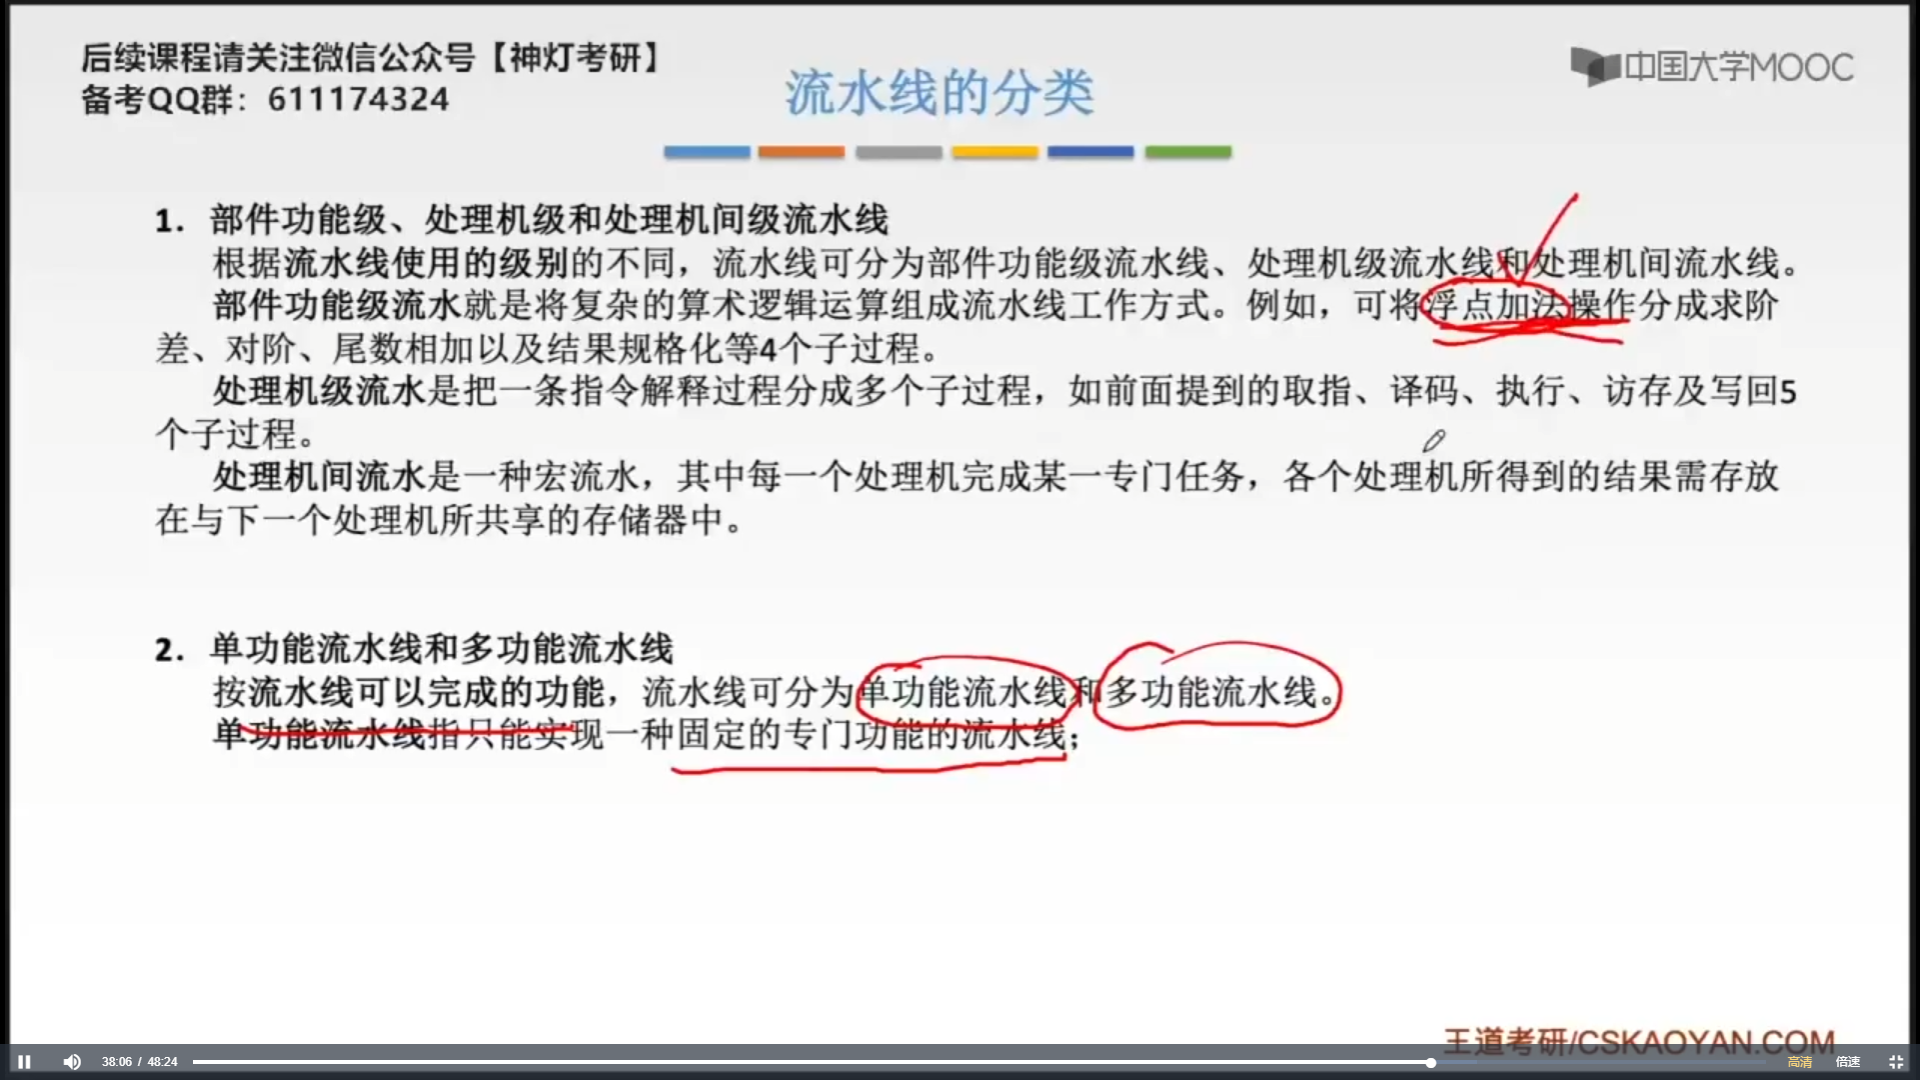 后续课程请关注微信公众号【神灯考研】
备考QQ群：611174324
中国大学MOOC
流水线的分类
1. 部件功能级、处理机级和处理机间级流水线
根据流水线使用的级别的不同，流水线可分为部件功能级流水线、处理机级流水线和处理机间流水线。
部件功能级流水就是将复杂的算术逻辑运算组成流水线工作方式。例如，可将浮点加法操作分成求阶
差、对阶、尾数相加以及结果规格化等4个子过程。
处理机级流水是把一条指令解释过程分成多个子过程，如前面提到的取指、译码、执行、访存及写回5
个子过程。
处理机间流水是一种宏流水，其中每一个处理机完成某一专门任务，各个处理机所得到的结果需存放
在与下一个处理机所共享的存储器中。
2. 单功能流水线和多功能流水线
按流水线可以完成的功能，流水线可分为单功能流水线和多功能流水线。
单功能流水线指只能实现一种固定的专门功能的流水线；
王道考研/CSKAOYAN.COM
38:06 / 48:24
高清 倍速